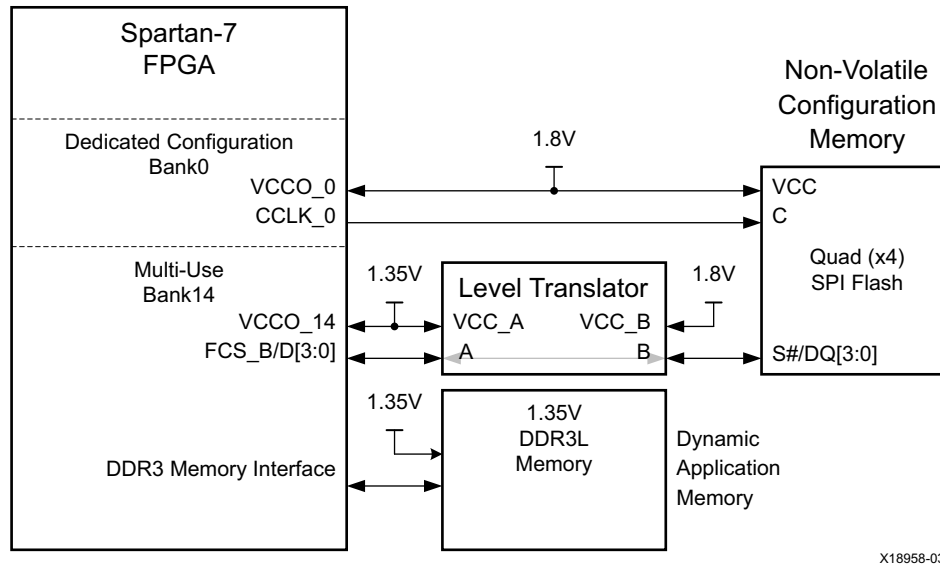 Spartan-7
FPGA
Dedicated Configuration
Bank0
VCCO_0
CCLK_0
Multi-Use
Bank14
VCCO_14
FCS_B/D[3:0]
DDR3 Memory Interface
1.8V
1.35V
Level Translator
VCC_A
VCC_B
A
B
1.8V
1.35V
1.35V
DDR3L
Memory
Dynamic
Application
Memory
Non-Volatile
Configuration
Memory
VCC
C
Quad (x4)
SPI Flash
S#/DQ[3:0]
X18958-03